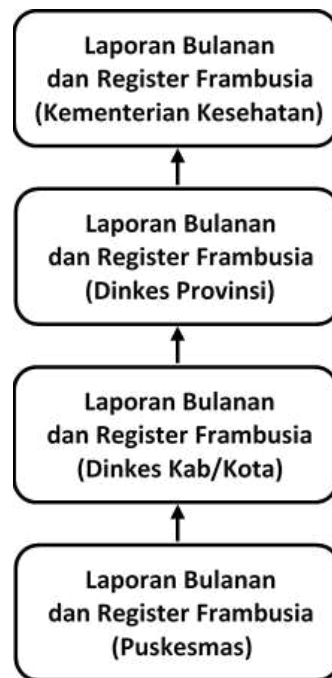 Laporan Bulanan
dan Register Frambusia
(Kementerian Kesehatan)
Laporan Bulanan
dan Register Frambusia
(Dinkes Provinsi)
Laporan Bulanan
dan Register Frambusia
(Dinkes Kab/Kota)
Laporan Bulanan
dan Register Frambusia
(Puskesmas)